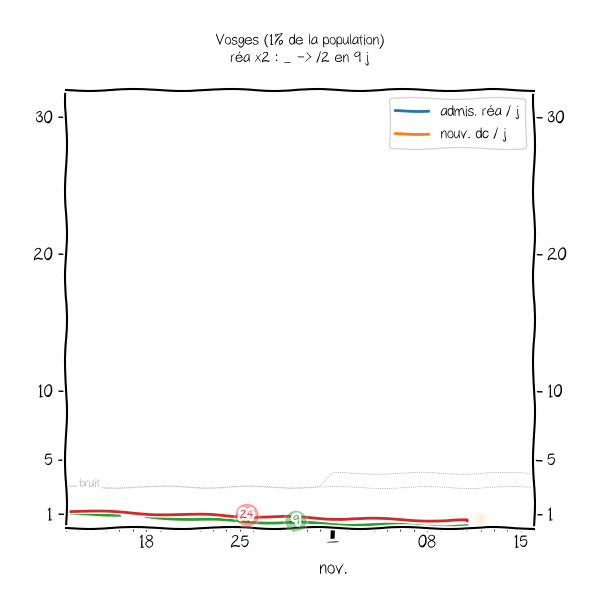 Vosges (1% de la population)
réa x2 : _ -> /2 en 9 j
admis. réa / j
nouv. dc / j
30
30
20
20
10
10
5
5
bruit
1
24
9
1
18
25
1
08
15
nov.